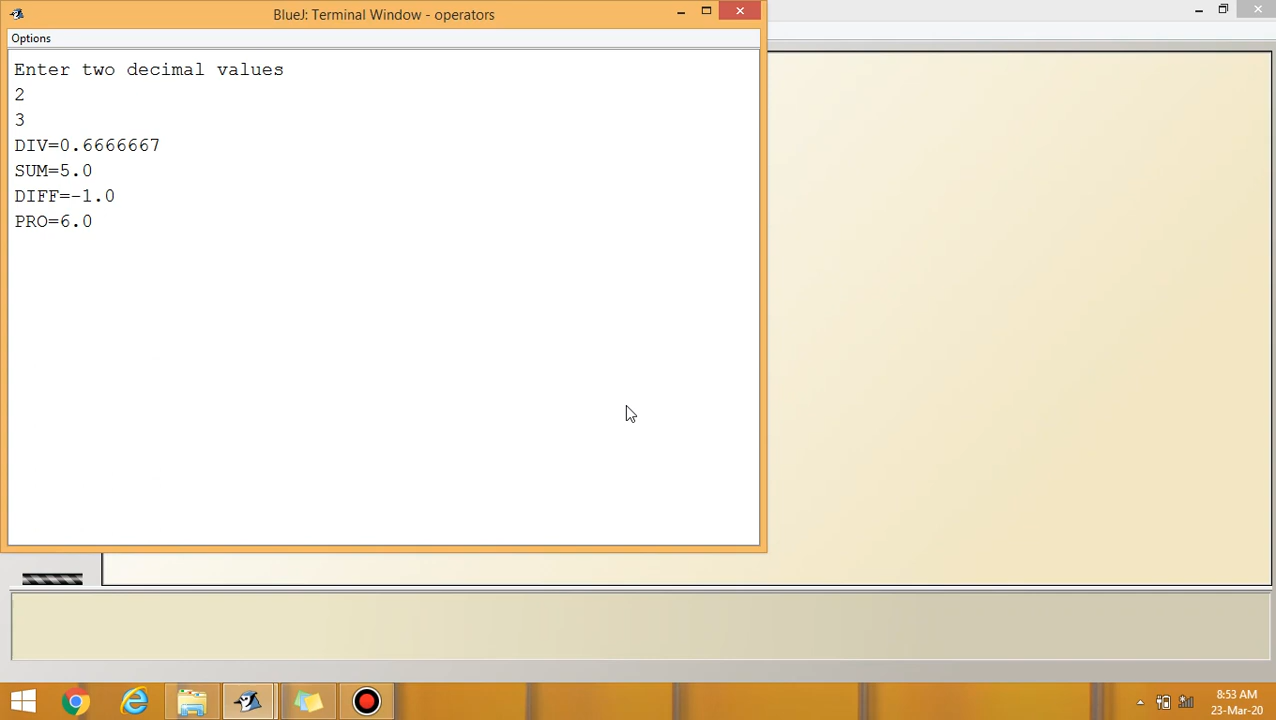 BlueJ: Terminal Window - operators
Options
Enter two decimal values
2
3
DIV=0.6666667
SUM=5.0
DIFF=-1.0
PRO=6.0
8:53 AM
23-Mar-20